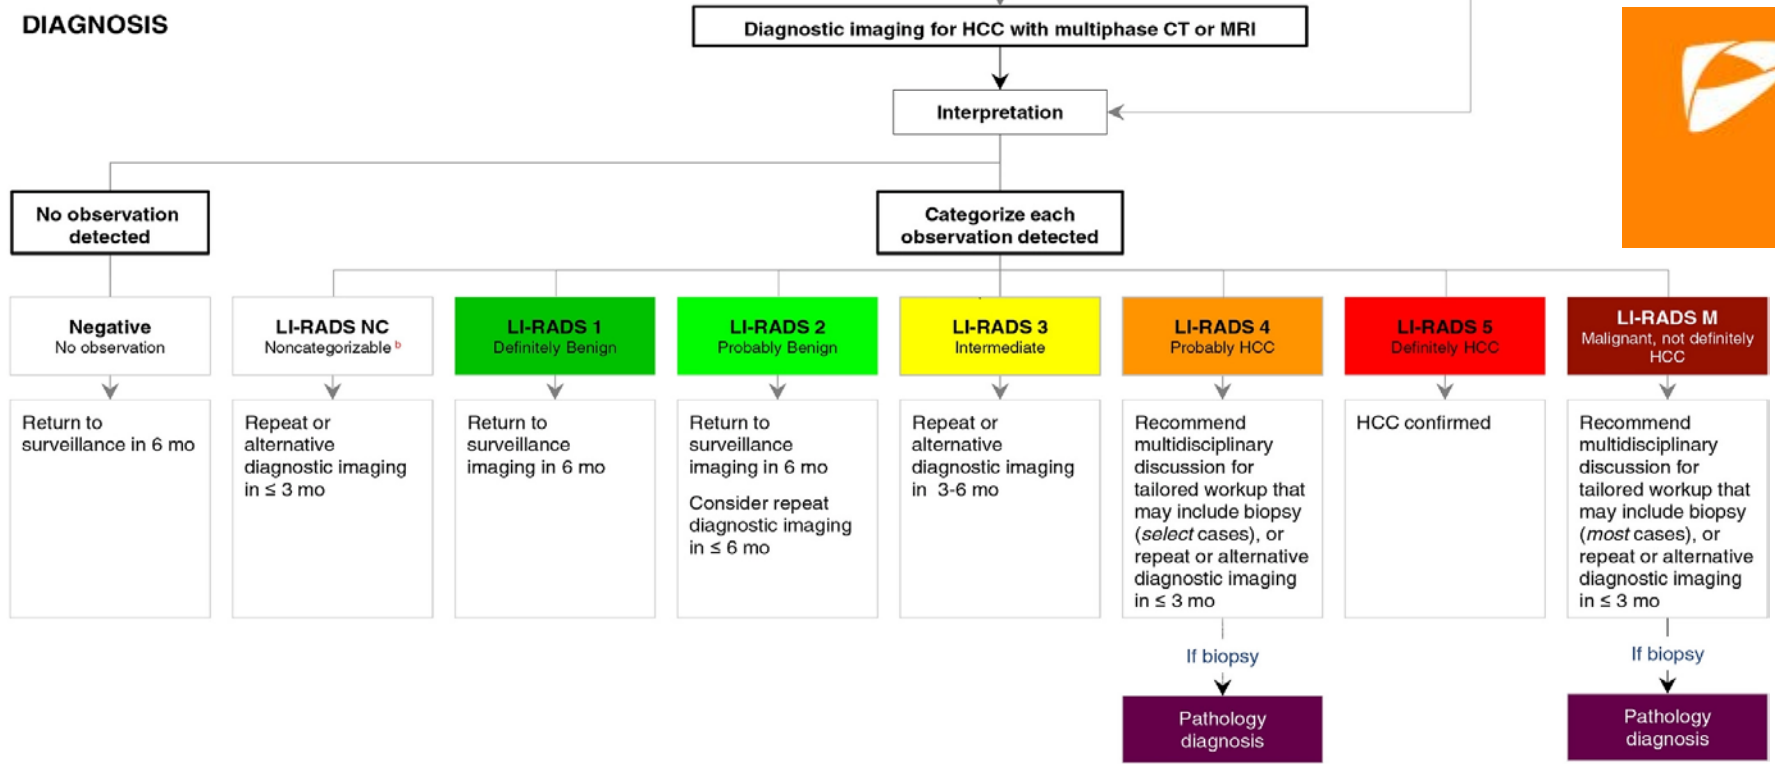 DIAGNOSIS
Diagnostic imaging for HCC with multiphase CT or MRI
Interpretation
No observation
detected
Categorize each
observation detected
Negative
No observation
Return to
surveillance in 6 mo
LI-RADS NC
Noncategorizable b
Repeat or
alternative
diagnostic imaging
in ≤ 3 mo
LI-RADS 1
Definitely Benign
Return to
surveillance
imaging in 6 mo
LI-RADS 2
Probably Benign
Return to
surveillance
imaging in 6 mo
Consider repeat
diagnostic imaging
in ≤ 6 mo
LI-RADS 3
Intermediate
Repeat or
alternative
diagnostic imaging
in 3-6 mo
LI-RADS 4
Probably HCC
Recommend
multidisciplinary
discussion for
tailored workup that
may include biopsy
(select cases), or
repeat or alternative
diagnostic imaging
in ≤ 3 mo
If biopsy
Pathology
diagnosis
LI-RADS 5
Definitely HCC
HCC confirmed
LI-RADS M
Malignant, not definitely
HCC
Recommend
multidisciplinary
discussion for
tailored workup that
may include biopsy
(most cases), or
repeat or alternative
diagnostic imaging
in ≤ 3 mo
If biopsy
Pathology
diagnosis